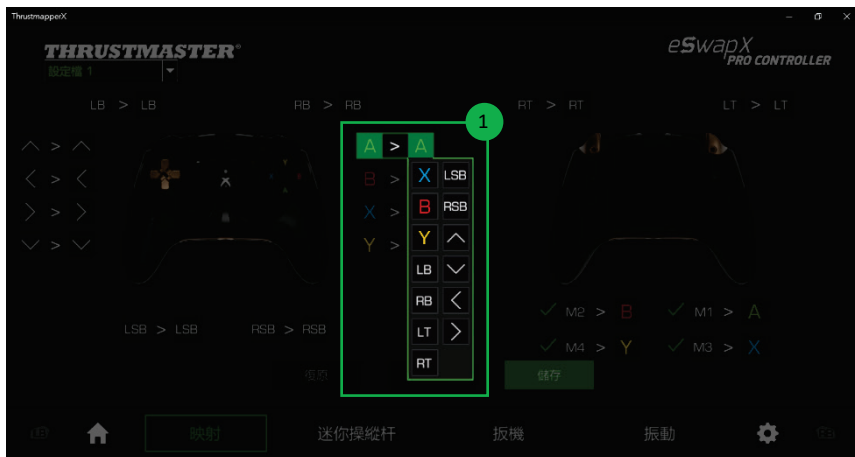 ThrustmapperX
THRUSTMASTER®
eSwapX
PRO CONTROLLER
設定檔 1
LB > LB
RB > RB
RT > RT
LT > LT
1
A > A
B >
X >
Y >
X LSB
B RSB
Y
LB
RB
LT
RT
M2 > B
M1 > A
M4 > Y
M3 > X
LSB > LSB
RSB > RSB
復原
儲存
映射
迷你操縱杆
扳機
振動